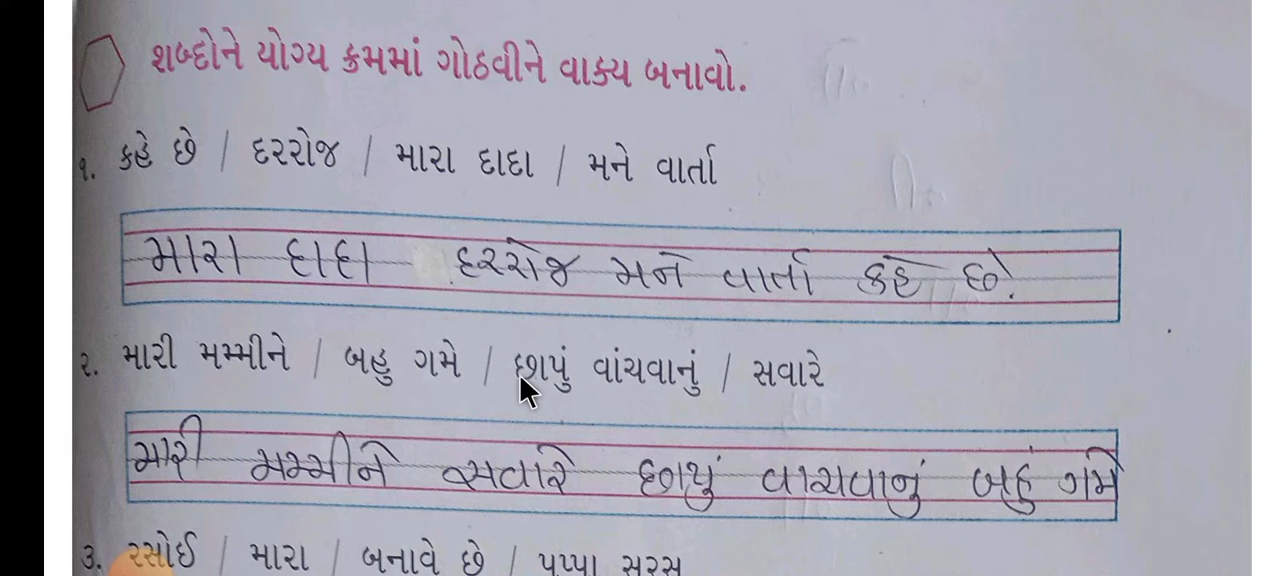 શબ્દોને યોગ્ય ક્રમમાં ગોઠવીને વાક્ય બનાવો.
૧. કહે છે / દરરોજ / મારા દાદા / મને વાર્તા
મારા દાદા દરરોજ મને વાર્તા કહે છે.
૨. મારી મમ્મીને / બહુ ગમે / છાપું વાંચવાનું / સવારે
મારી મમ્મીને સવારે છાપું વાચવાનું બહું ગમે
૩. રસોઈ / મારા / બનાવે છે / પપ્પા સરસ